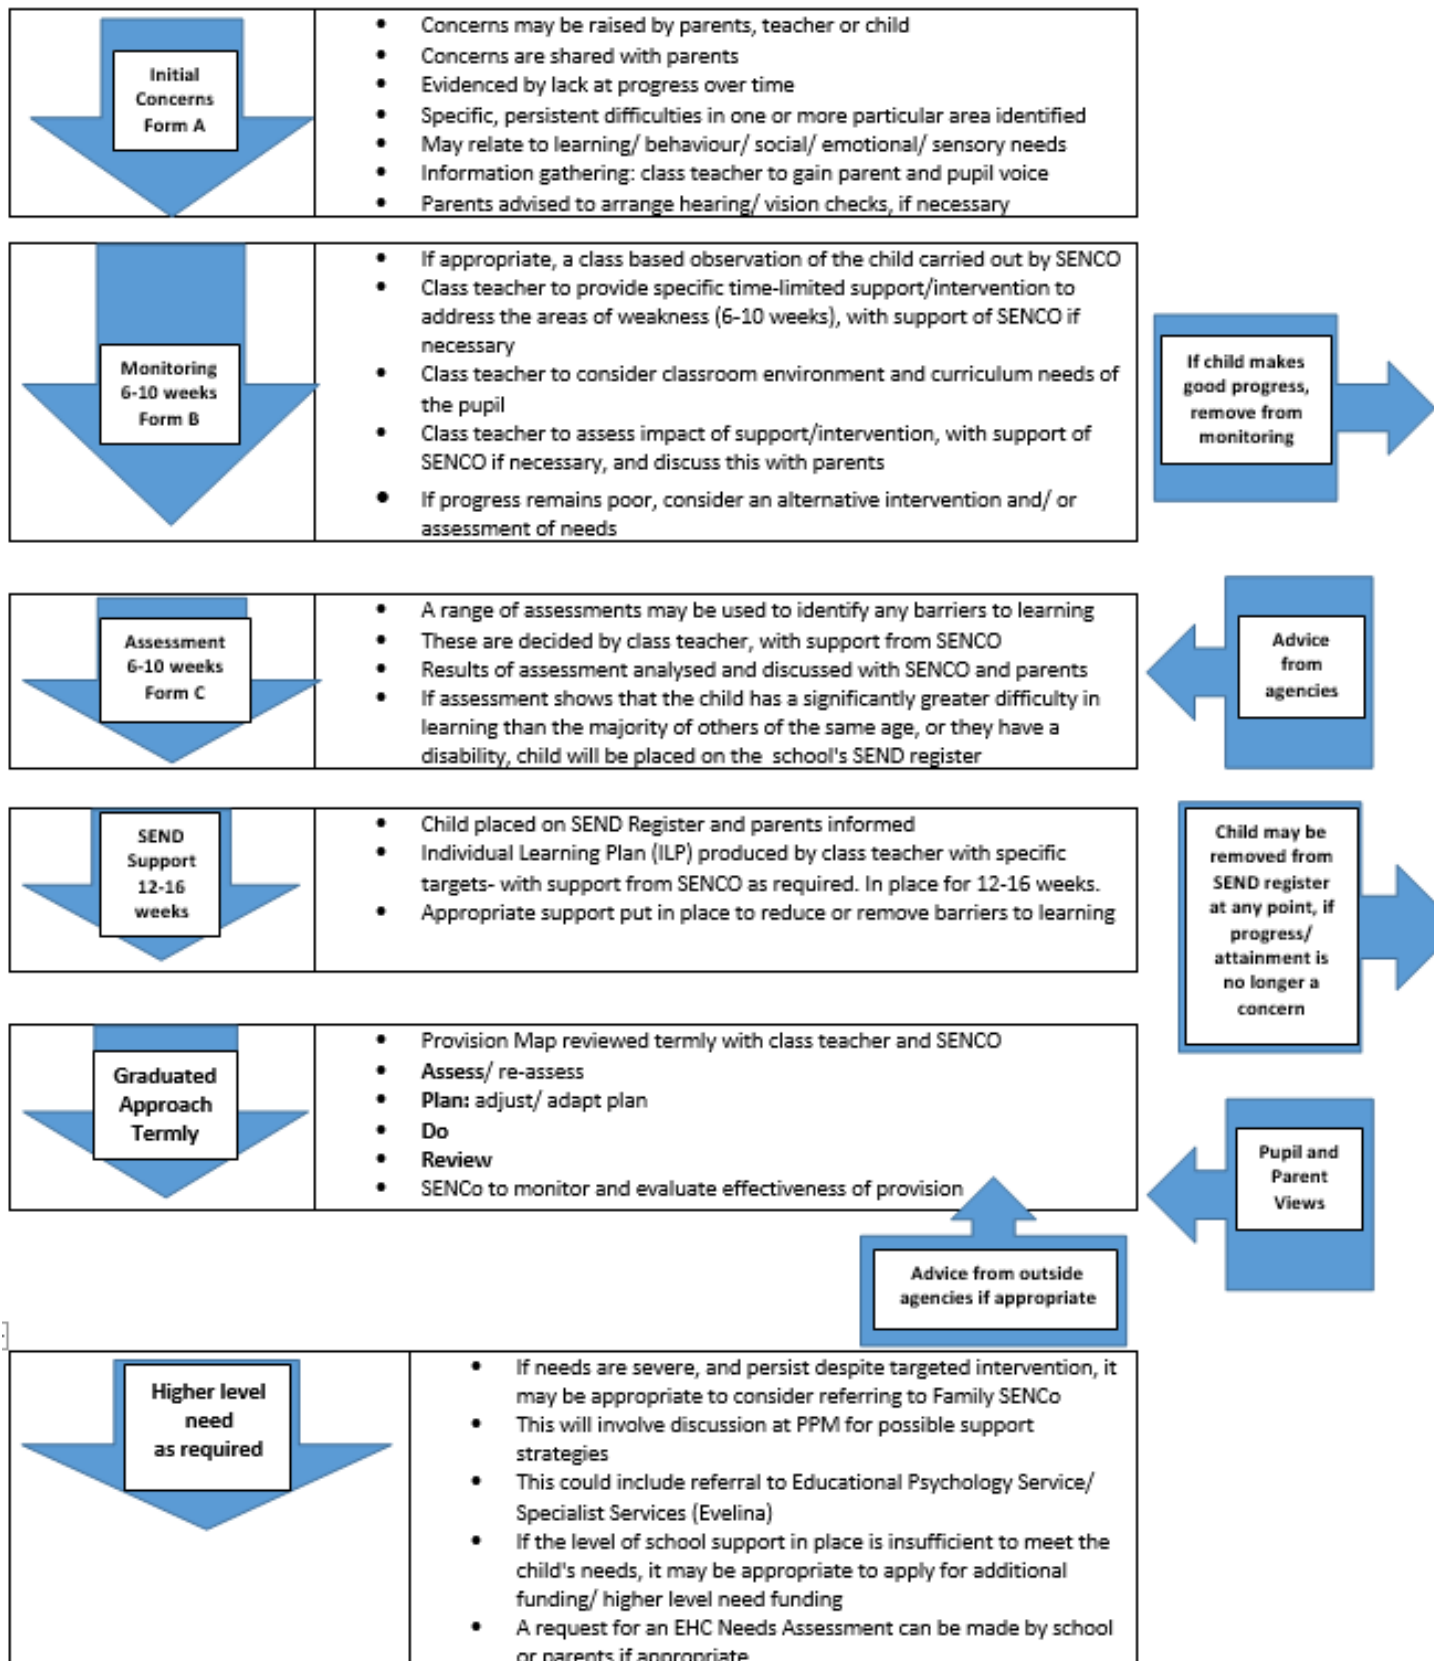 Initial
Concerns
Form A
• Concerns may be raised by parents, teacher or child
• Concerns are shared with parents
• Evidenced by lack at progress over time
• Specific, persistent difficulties in one or more particular area identified
• May relate to learning/ behaviour/ social/ emotional/ sensory needs
• Information gathering: class teacher to gain parent and pupil voice
• Parents advised to arrange hearing/ vision checks, if necessary
Monitoring
6-10 weeks
Form B
• If appropriate, a class based observation of the child carried out by SENCO
• Class teacher to provide specific time-limited support/intervention to
address the areas of weakness (6-10 weeks), with support of SENCO if
necessary
• Class teacher to consider classroom environment and curriculum needs of
the pupil
• Class teacher to assess impact of support/intervention, with support of
SENCO if necessary, and discuss this with parents
• If progress remains poor, consider an alternative intervention and/ or
assessment of needs
If child makes
good progress,
remove from
monitoring
Assessment
6-10 weeks
Form C
• A range of assessments may be used to identify any barriers to learning
• These are decided by class teacher, with support from SENCO
• Results of assessment analysed and discussed with SENCO and parents
• If assessment shows that the child has a significantly greater difficulty in
learning than the majority of others of the same age, or they have a
disability, child will be placed on the school's SEND register
Advice
from
agencies
SEND
Support
12-16
weeks
• Child placed on SEND Register and parents informed
• Individual Learning Plan (ILP) produced by class teacher with specific
targets- with support from SENCO as required. In place for 12-16 weeks.
• Appropriate support put in place to reduce or remove barriers to learning
Child may be
removed from
SEND register
at any point, if
progress/
attainment is
no longer a
concern
Graduated
Approach
Termly
• Provision Map reviewed termly with class teacher and SENCO
• Assess/ re-assess
• Plan: adjust/ adapt plan
• Do
• Review
• SENCo to monitor and evaluate effectiveness of provision
Pupil and
Parent
Views
Advice from outside
agencies if appropriate
Higher level
need
as required
• If needs are severe, and persist despite targeted intervention, it
may be appropriate to consider referring to Family SENCo
• This will involve discussion at PPM for possible support
strategies
• This could include referral to Educational Psychology Service/
Specialist Services (Evelina)
• If the level of school support in place is insufficient to meet the
child's needs, it may be appropriate to apply for additional
funding/ higher level need funding
• A request for an EHC Needs Assessment can be made by school
or parents if appropriate